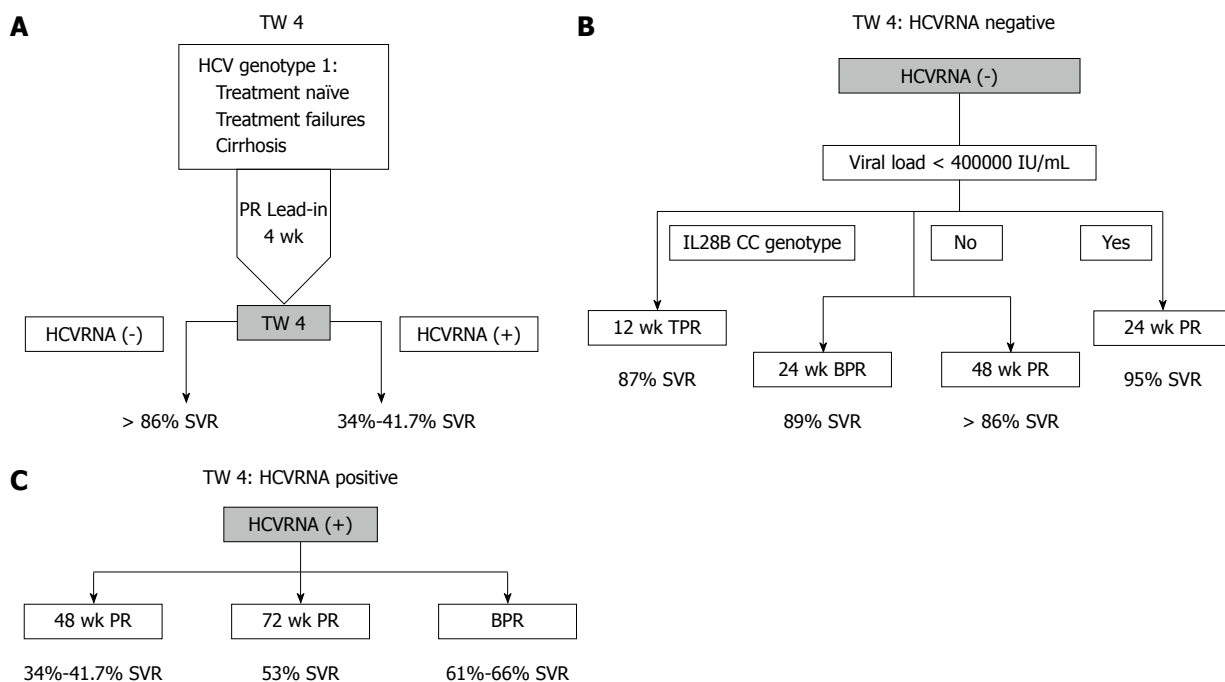 A
TW 4
HCV genotype 1:
Treatment naïve
Treatment failures
Cirrhosis
PR Lead-in
4 wk
HCVRNA (-)
TW 4
HCVRNA (+)
> 86% SVR
34%-41.7% SVR
B
TW 4: HCVRNA negative
HCVRNA (-)
Viral load < 400000 IU/mL
IL28B CC genotype
No
Yes
12 wk TPR
24 wk PR
87% SVR
24 wk BPR
48 wk PR
95% SVR
89% SVR
> 86% SVR
C
TW 4: HCVRNA positive
HCVRNA (+)
48 wk PR
72 wk PR
BPR
34%-41.7% SVR
53% SVR
61%-66% SVR